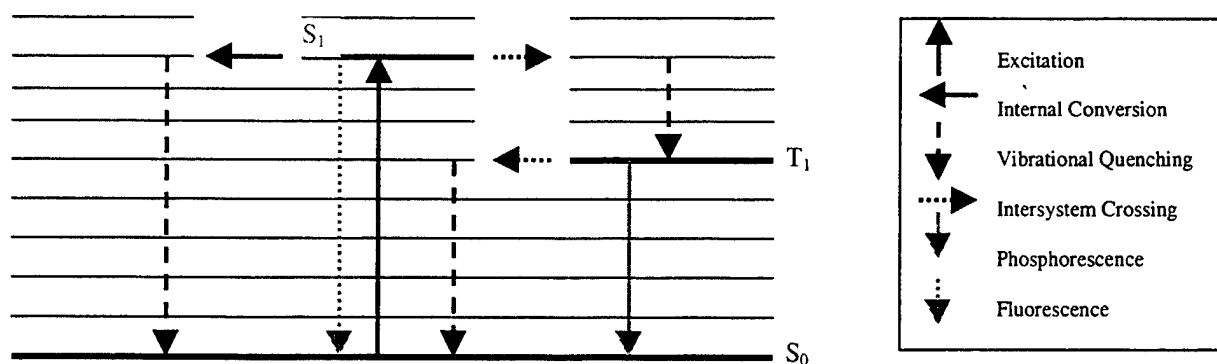 S1
T1
S0
Excitation
Internal Conversion
Vibrational Quenching
Intersystem Crossing
Phosphorescence
Fluorescence